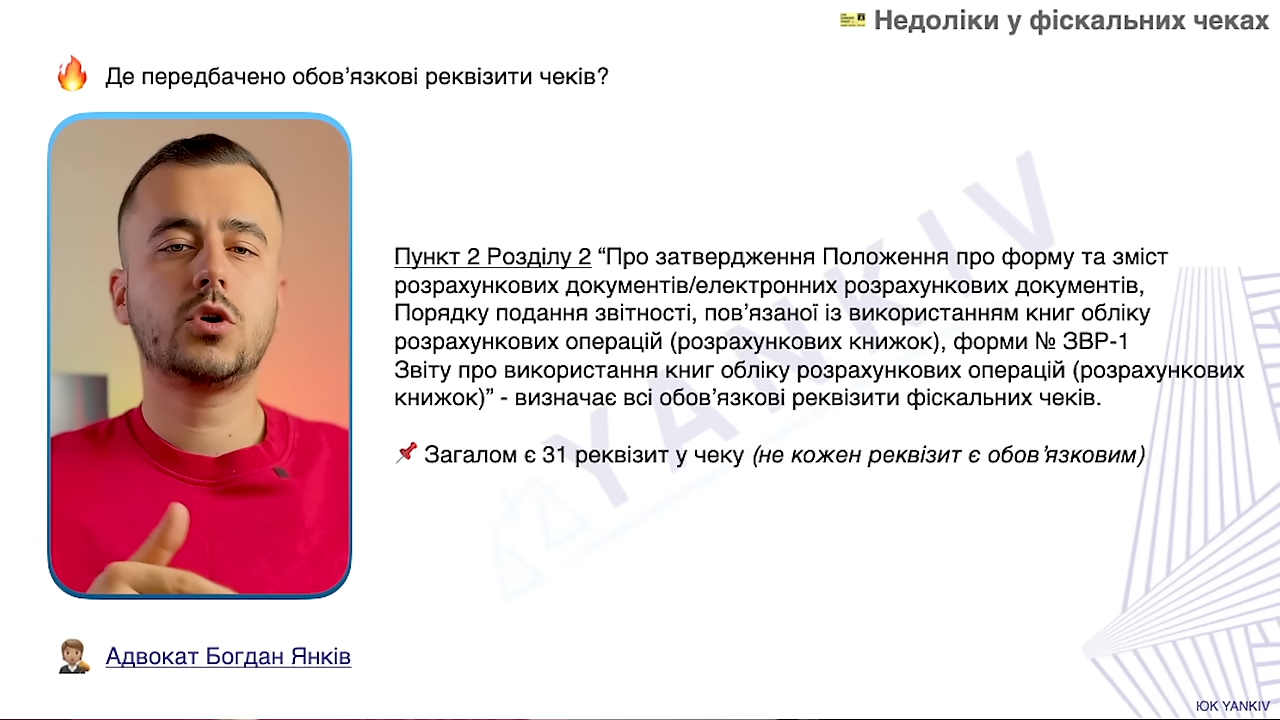 Недоліки у фіскальних чеках
Де передбачено обов’язкові реквізити чеків?
Пункт 2 Розділу 2 “Про затвердження Положення про форму та зміст
розрахункових документів/електронних розрахункових документів,
Порядку подання звітності, пов’язаної із використанням книг обліку
розрахункових операцій (розрахункових книжок), форми № ЗВР-1
Звіту про використання книг обліку розрахункових операцій (розрахункових
книжок)” - визначає всі обов’язкові реквізити фіскальних чеків.
Загалом є 31 реквізит у чеку (не кожен реквізит є обов’язковим)
YANKIV
Адвокат Богдан Янків
ЮК YANKIV